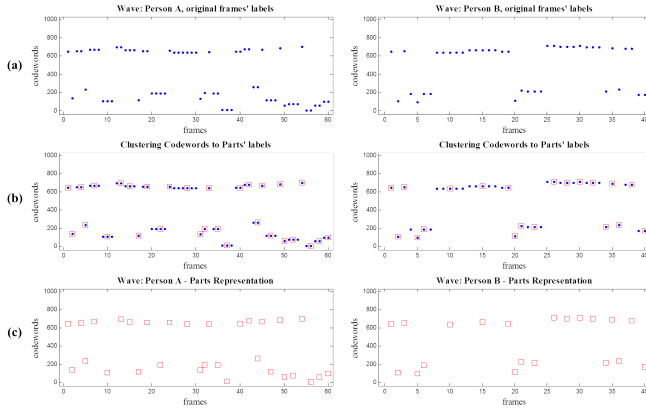 Wave: Person A, original frames' labels
Wave: Person B, original frames' labels
(a)
codewords
1000
800
600
400
200
0
0 10 20 30 40 50 60
frames
codewords
1000
800
600
400
200
0
0 5 10 15 20 25 30 35 40
frames
Clustering Codewords to Parts' labels
Clustering Codewords to Parts' labels
(b)
codewords
1000
800
600
400
200
0
0 10 20 30 40 50 60
frames
codewords
1000
800
600
400
200
0
0 5 10 15 20 25 30 35 40
frames
Wave: Person A - Parts Representation
Wave: Person B - Parts Representation
(c)
codewords
1000
800
600
400
200
0
0 10 20 30 40 50 60
frames
codewords
1000
800
600
400
200
0
0 5 10 15 20 25 30 35 40
frames